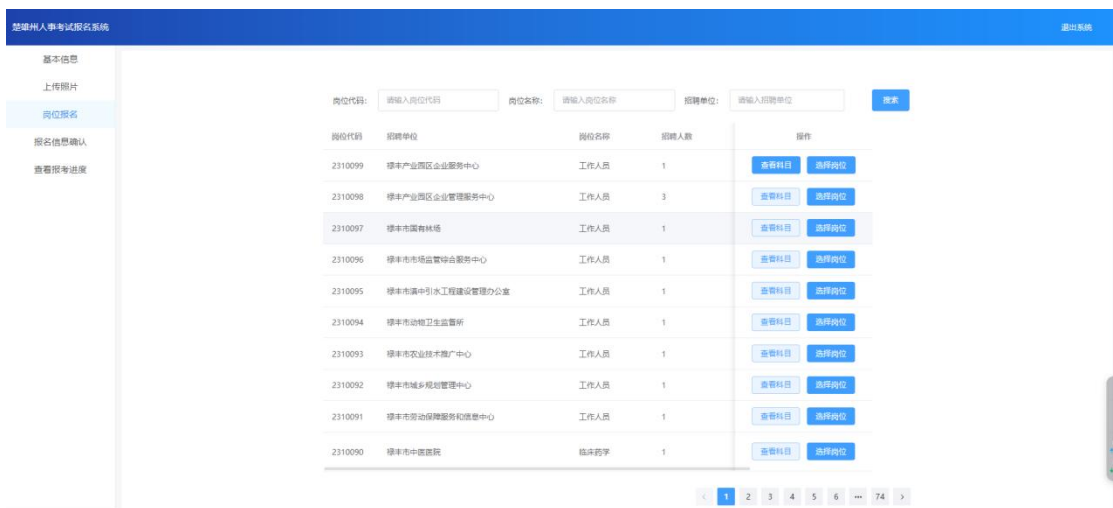 楚雄州人事考试报名系统 退出系统
基本信息
上传照片
岗位报名
报名信息确认
查看报考进度
岗位代码: 请输入岗位代码 岗位名称: 请输入岗位名称 招聘单位: 请输入招聘单位 搜索
岗位代码 招聘单位 岗位名称 招聘人数 操作
2310099 禄丰产业园区企业服务中心 工作人员 1 查看科目 选择岗位
2310098 禄丰产业园区企业管理服务中心 工作人员 3 查看科目 选择岗位
2310097 禄丰市国有林场 工作人员 1 查看科目 选择岗位
2310096 禄丰市市场监管综合服务中心 工作人员 1 查看科目 选择岗位
2310095 禄丰市滇中引水工程建设管理办公室 工作人员 1 查看科目 选择岗位
2310094 禄丰市动物卫生监督所 工作人员 1 查看科目 选择岗位
2310093 禄丰市农业技术推广中心 工作人员 1 查看科目 选择岗位
2310092 禄丰市城乡规划管理中心 工作人员 1 查看科目 选择岗位
2310091 禄丰市劳动保障服务和信息中心 工作人员 1 查看科目 选择岗位
2310090 禄丰市中医医院 临床药学 1 查看科目 选择岗位
< 1 2 3 4 5 6 ••• 74 >